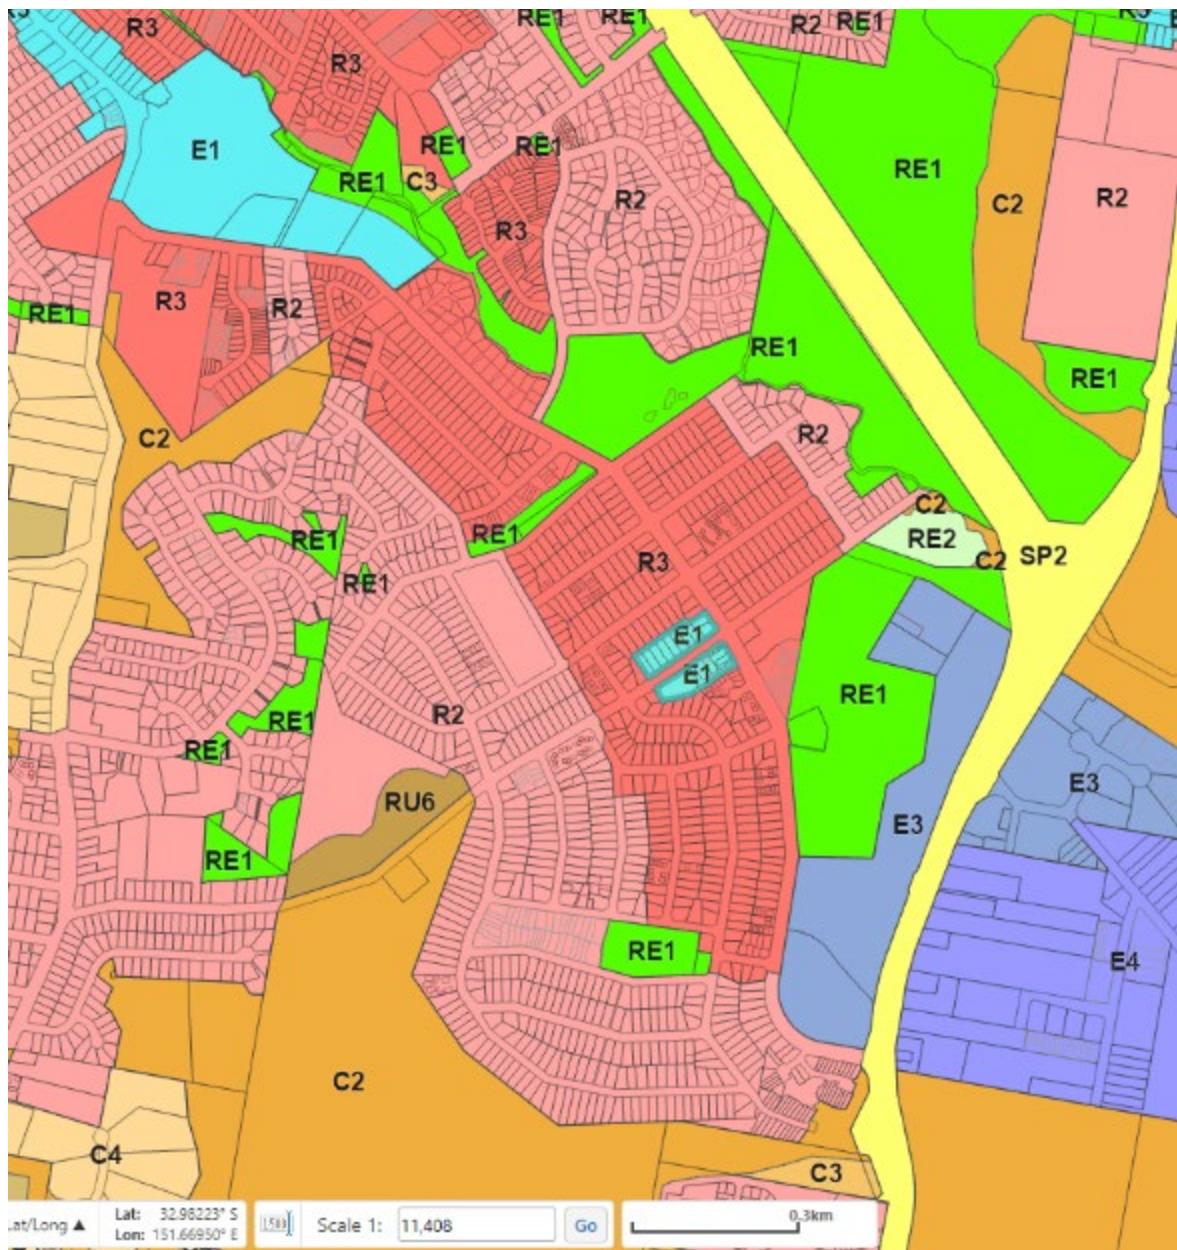 RE1
RE1
R3
R2
RE1
R3
R3
E1
RE1
RE1
RE1
C3
RE1
R2
C2
R2
R3
R3
R2
RE1
RE1
RE1
C2
R2
C2
RE1
RE1
RE2
R3
C2
SP2
RE1
E1
E1
RE1
R2
RE1
RE1
E3
RU6
E3
RE1
RE1
E4
C2
C4
C3
Lat/Long ▲
Lat: 32.98223° S
Lon: 151.66950° E
Scale 1: 11,408 Go
0.3km